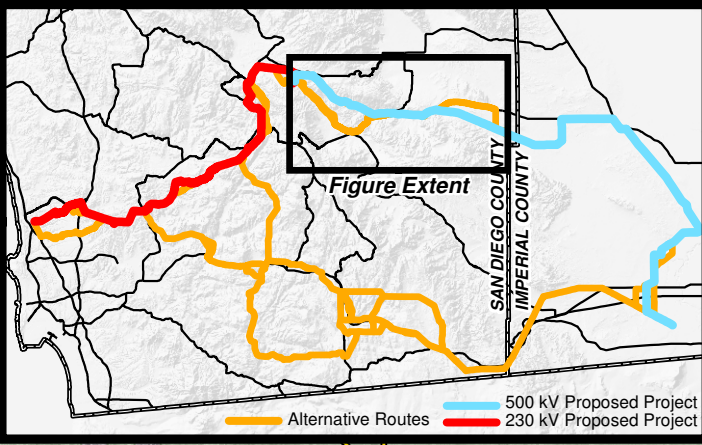 Figure Extent
SAN DIEGO COUNTY
IMPERIAL COUNTY
500 kV Proposed Project
Alternative Routes
230 kV Proposed Project